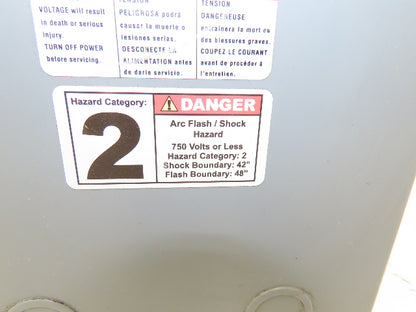 VOLTAGE will result
in death or serious
injury.
TURN OFF POWER
before servicing.
TENSION
PELIGROSA podrá
causar la muerte o
lesiones serias.
DESCONECTE LA
ALIMENTATION antes
de darle servicio.
TENSION
DANGEREUSE
entraînera la mort ou
des blessures graves.
COUPEZ LE COURANT
avant de procéder à
l'entretien.
Hazard Category:
2
DANGER
Arc Flash / Shock
Hazard
750 Volts or Less
Hazard Category: 2
Shock Boundary: 42"
Flash Boundary: 48"